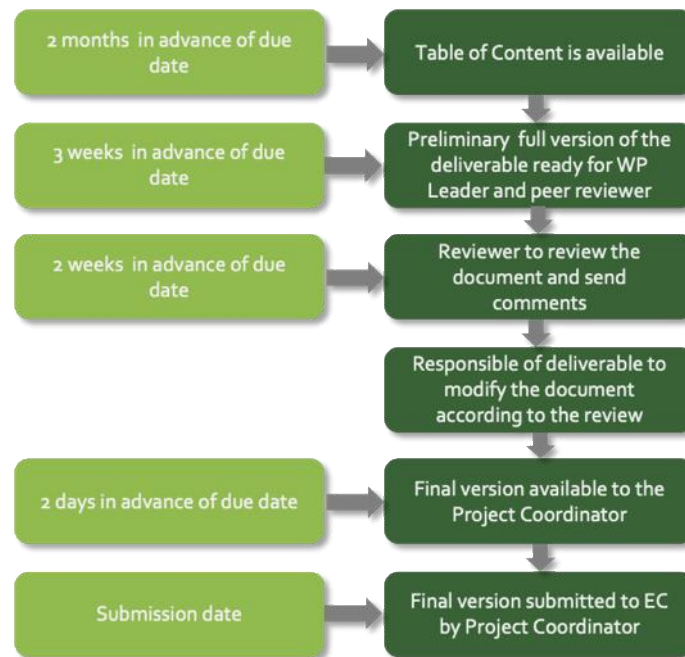 2 months in advance of due
date
Table of Content is available
3 weeks in advance of due
date
Preliminary full version of the
deliverable ready for WP
Leader and peer reviewer
2 weeks in advance of due
date
Reviewer to review the
document and send
comments
Responsible of deliverable to
modify the document
according to the review
2 days in advance of due date
Final version available to the
Project Coordinator
Submission date
Final version submitted to EC
by Project Coordinator